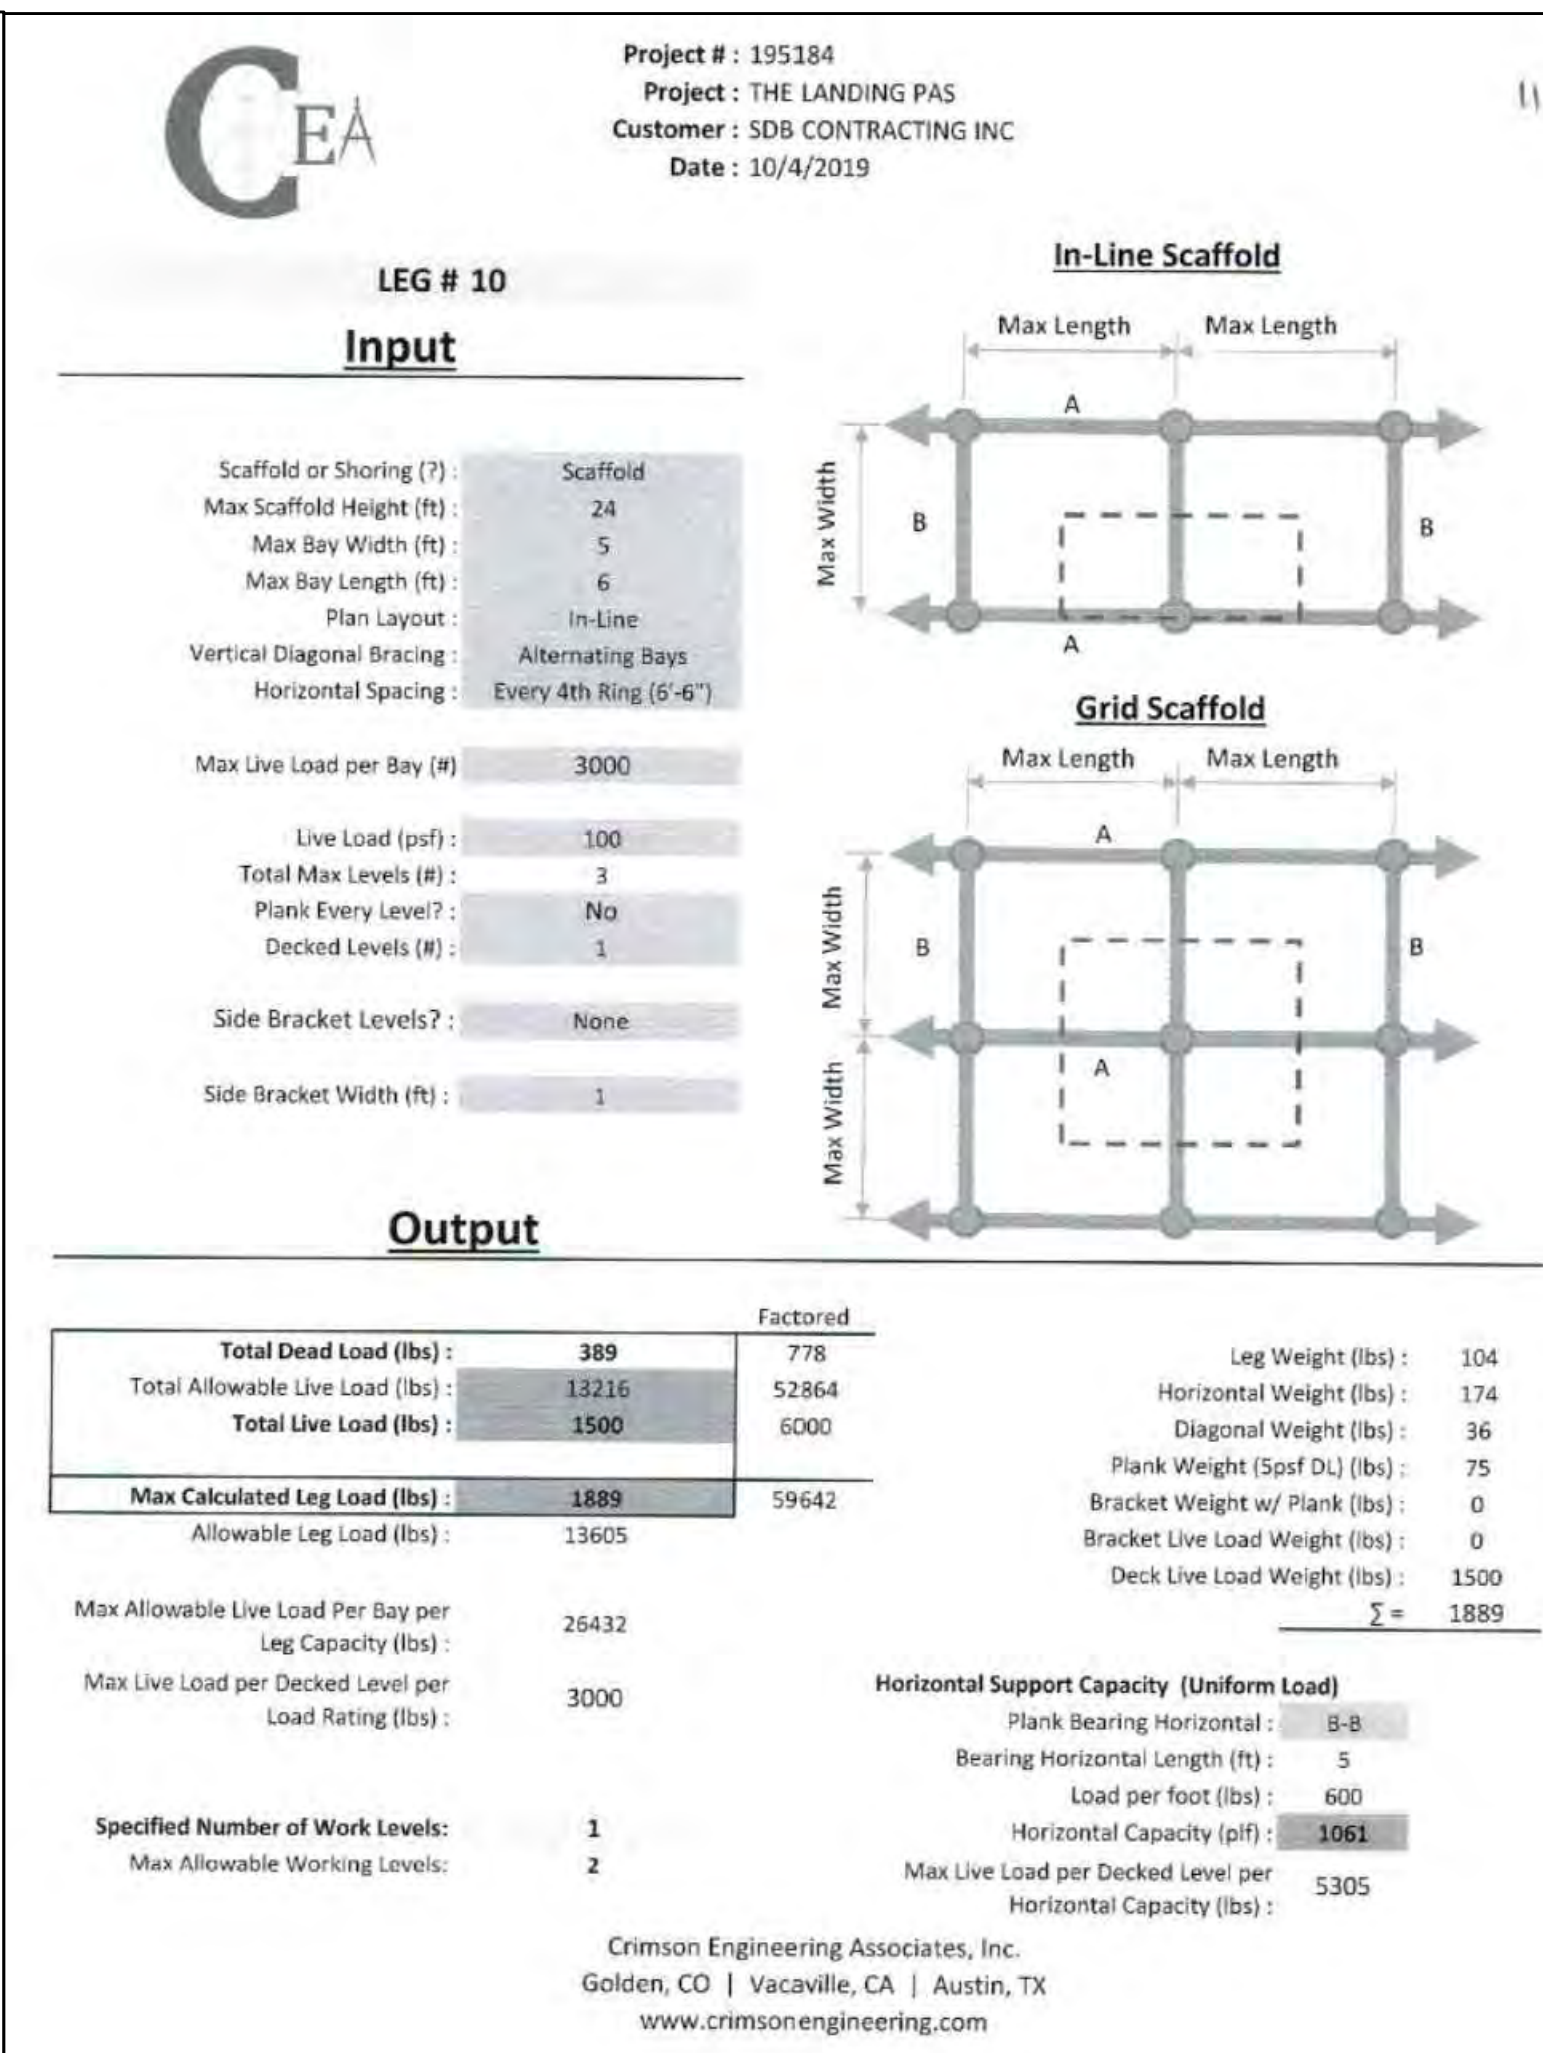 CEA
Project # : 195184
Project : THE LANDING PAS
Customer : SDB CONTRACTING INC
Date : 10/4/2019
11
LEG # 10
Input
Scaffold or Shoring (?) : Scaffold
Max Scaffold Height (ft) : 24
Max Bay Width (ft) : 5
Max Bay Length (ft) : 6
Plan Layout : In-Line
Vertical Diagonal Bracing : Alternating Bays
Horizontal Spacing : Every 4th Ring (6'-6")
Max Live Load per Bay (#) 3000
Live Load (psf) : 100
Total Max Levels (#) : 3
Plank Every Level? : No
Decked Levels (#) : 1
Side Bracket Levels? : None
Side Bracket Width (ft) : 1
In-Line Scaffold
Max Length Max Length
A
Max Width
B B
A
Grid Scaffold
Max Length Max Length
A
Max Width
B B
A
Max Width
Output
Factored
Total Dead Load (lbs) : 389 778
Total Allowable Live Load (lbs) : 13216 52864
Total Live Load (lbs) : 1500 6000
Max Calculated Leg Load (lbs) : 1889 59642
Allowable Leg Load (lbs) : 13605
Max Allowable Live Load Per Bay per
Leg Capacity (lbs) : 26432
Max Live Load per Decked Level per
Load Rating (lbs) : 3000
Specified Number of Work Levels: 1
Max Allowable Working Levels: 2
Leg Weight (lbs) : 104
Horizontal Weight (lbs) : 174
Diagonal Weight (lbs) : 36
Plank Weight (5psf DL) (lbs) : 75
Bracket Weight w/ Plank (lbs) : 0
Bracket Live Load Weight (lbs) : 0
Deck Live Load Weight (lbs) : 1500
∑ = 1889
Horizontal Support Capacity (Uniform Load)
Plank Bearing Horizontal : B-B
Bearing Horizontal Length (ft) : 5
Load per foot (lbs) : 600
Horizontal Capacity (plf) : 1061
Max Live Load per Decked Level per
Horizontal Capacity (lbs) : 5305
Crimson Engineering Associates, Inc.
Golden, CO | Vacaville, CA | Austin, TX
www.crimsonengineering.com